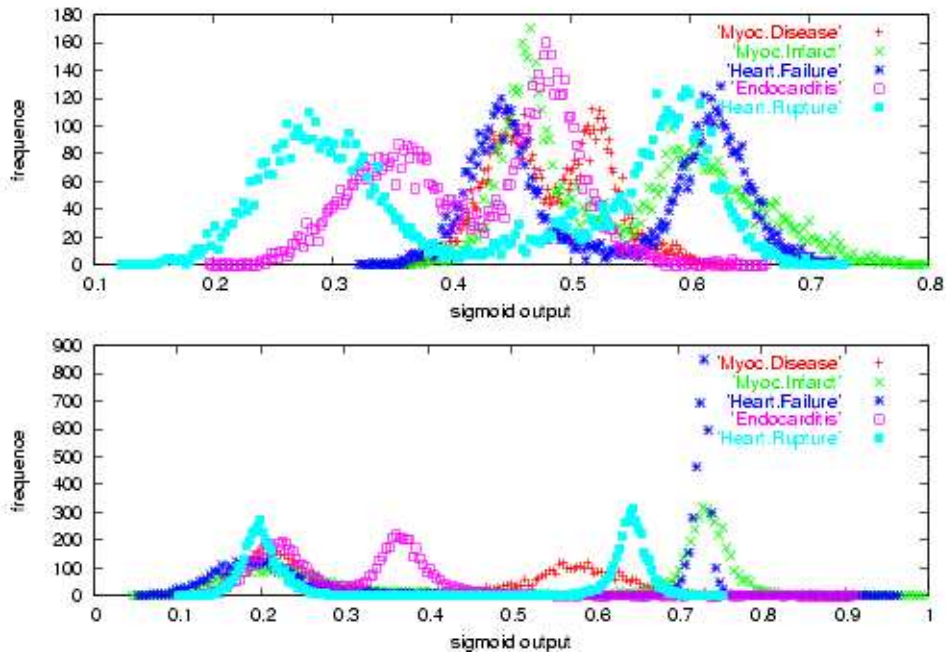 180
160
140
120
100
80
60
40
20
0
frequence
'Myoc.Disease'
'Myoc.Infarct'
'Heart.Failure'
'Endocarditis'
'Heart.Rupture'
0.1 0.2 0.3 0.4 0.5 0.6 0.7 0.8
sigmoid output
900
800
700
600
500
400
300
200
100
0
frequence
'Myoc.Disease'
'Myoc.Infarct'
'Heart.Failure'
'Endocarditis'
'Heart.Rupture'
0 0.1 0.2 0.3 0.4 0.5 0.6 0.7 0.8 0.9 1
sigmoid output